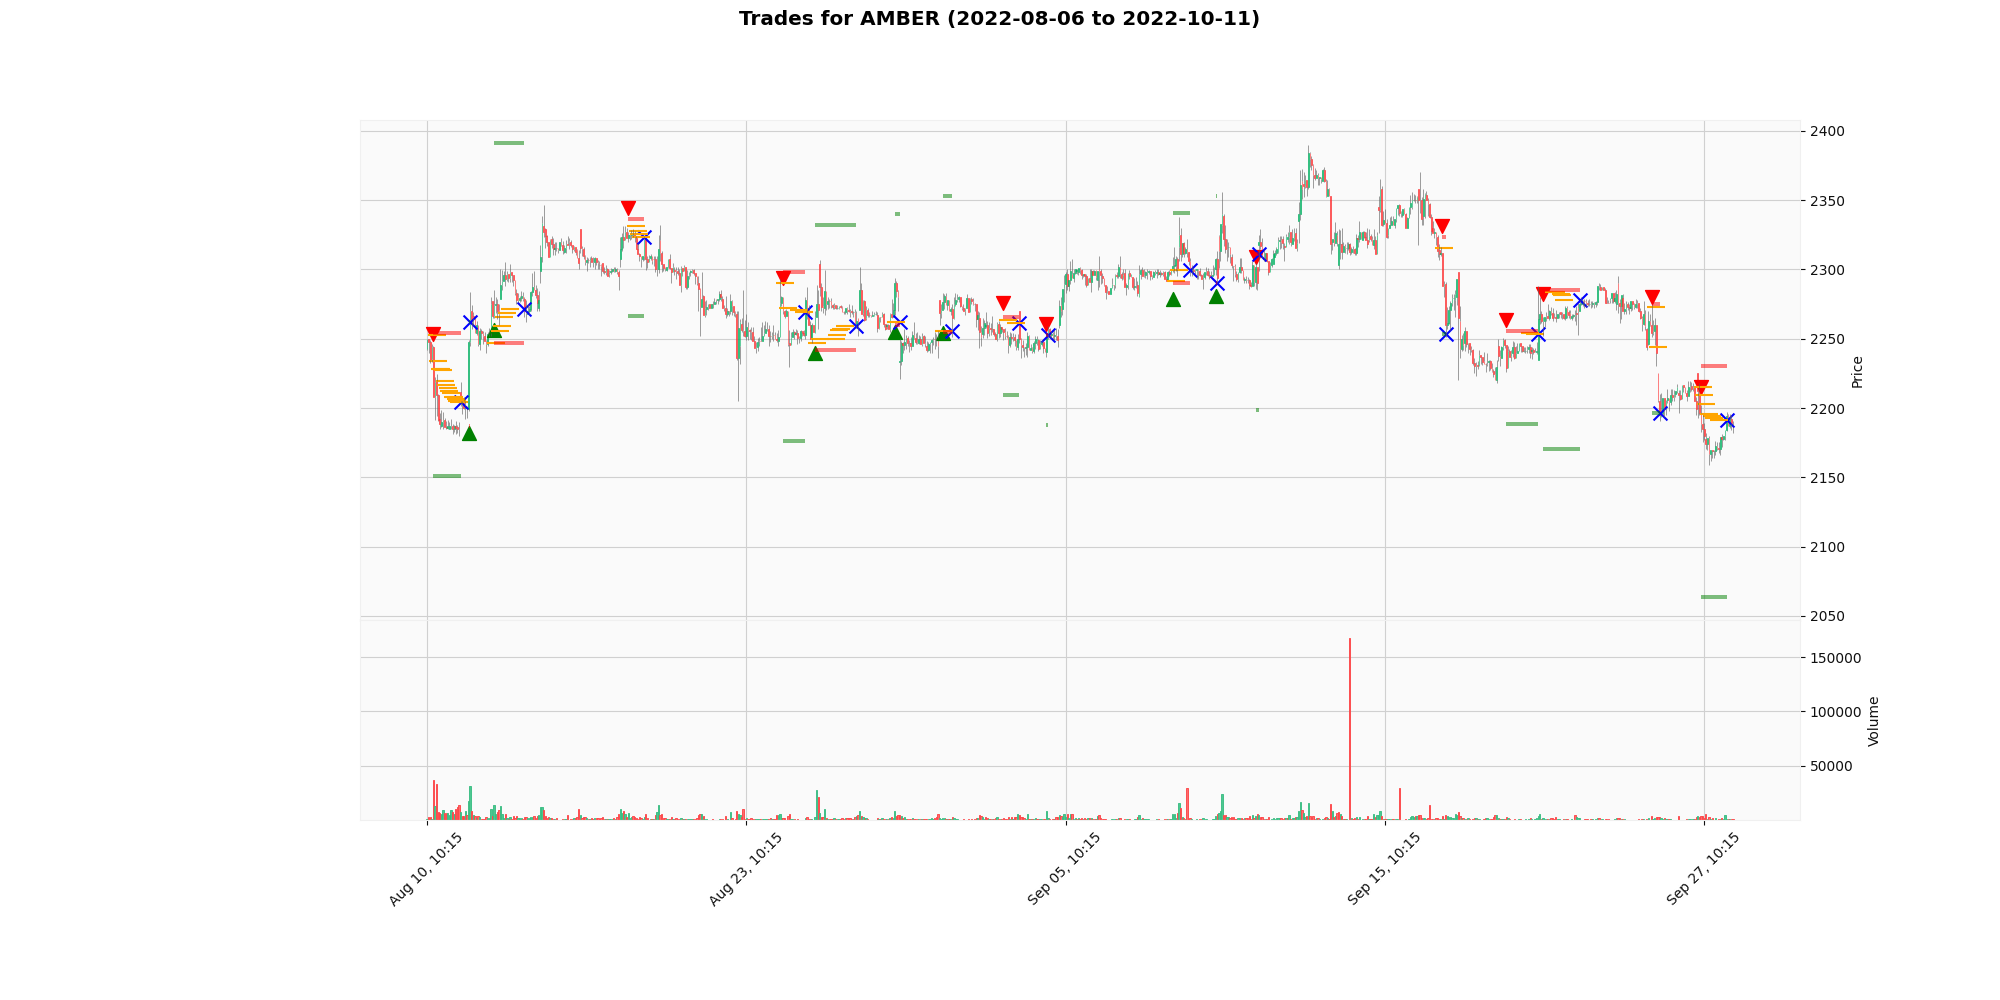 Trades for AMBER (2022-08-06 to 2022-10-11)
2400
2350
2300
2250
2200
2150
2100
2050
Price
150000
100000
50000
Volume
Aug 10, 10:15
Aug 23, 10:15
Sep 05, 10:15
Sep 15, 10:15
Sep 27, 10:15